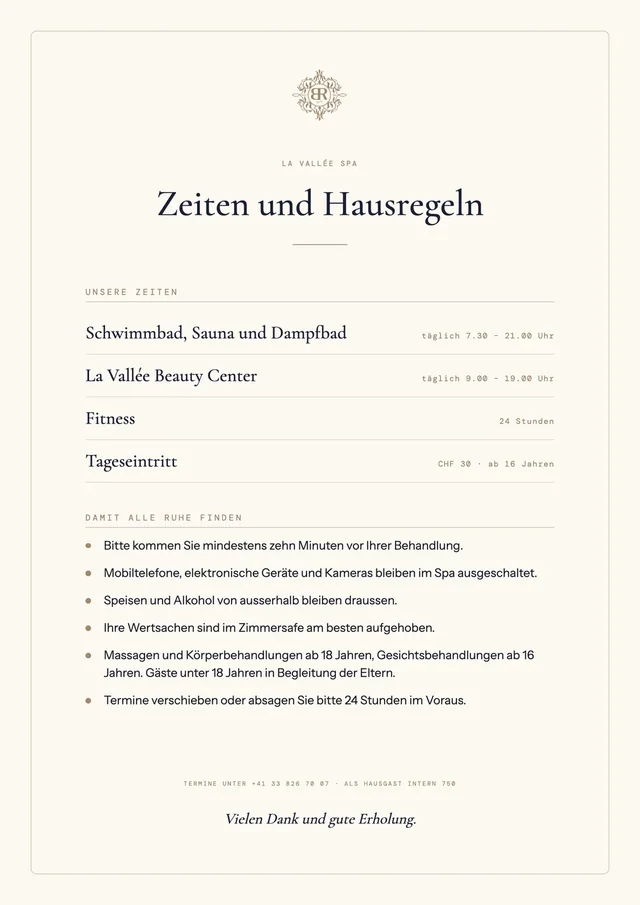 BR
LA VALLÉE SPA
Zeiten und Hausregeln
UNSERE ZEITEN
Schwimmbad, Sauna und Dampfbad täglich 7.30 – 21.00 Uhr
La Vallée Beauty Center täglich 9.00 – 19.00 Uhr
Fitness 24 Stunden
Tageseintritt CHF 30 · ab 16 Jahren
DAMIT ALLE RUHE FINDEN
Bitte kommen Sie mindestens zehn Minuten vor Ihrer Behandlung.
Mobiltelefone, elektronische Geräte und Kameras bleiben im Spa ausgeschaltet.
Speisen und Alkohol von ausserhalb bleiben draussen.
Ihre Wertsachen sind im Zimmersafe am besten aufgehoben.
Massagen und Körperbehandlungen ab 18 Jahren, Gesichtsbehandlungen ab 16
Jahren. Gäste unter 18 Jahren in Begleitung der Eltern.
Termine verschieben oder absagen Sie bitte 24 Stunden im Voraus.
TERMINE UNTER +41 33 826 70 07 · ALS HAUSGAST INTERN 750
Vielen Dank und gute Erholung.